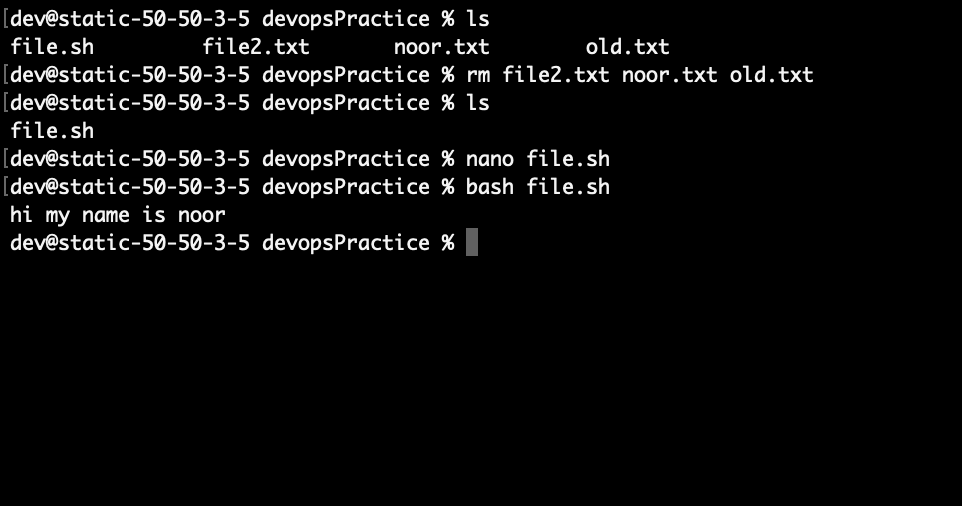 [dev@static-50-50-3-5 devopsPractice % ls
file.sh file2.txt noor.txt old.txt
[dev@static-50-50-3-5 devopsPractice % rm file2.txt noor.txt old.txt
[dev@static-50-50-3-5 devopsPractice % ls
file.sh
[dev@static-50-50-3-5 devopsPractice % nano file.sh
[dev@static-50-50-3-5 devopsPractice % bash file.sh
hi my name is noor
dev@static-50-50-3-5 devopsPractice %